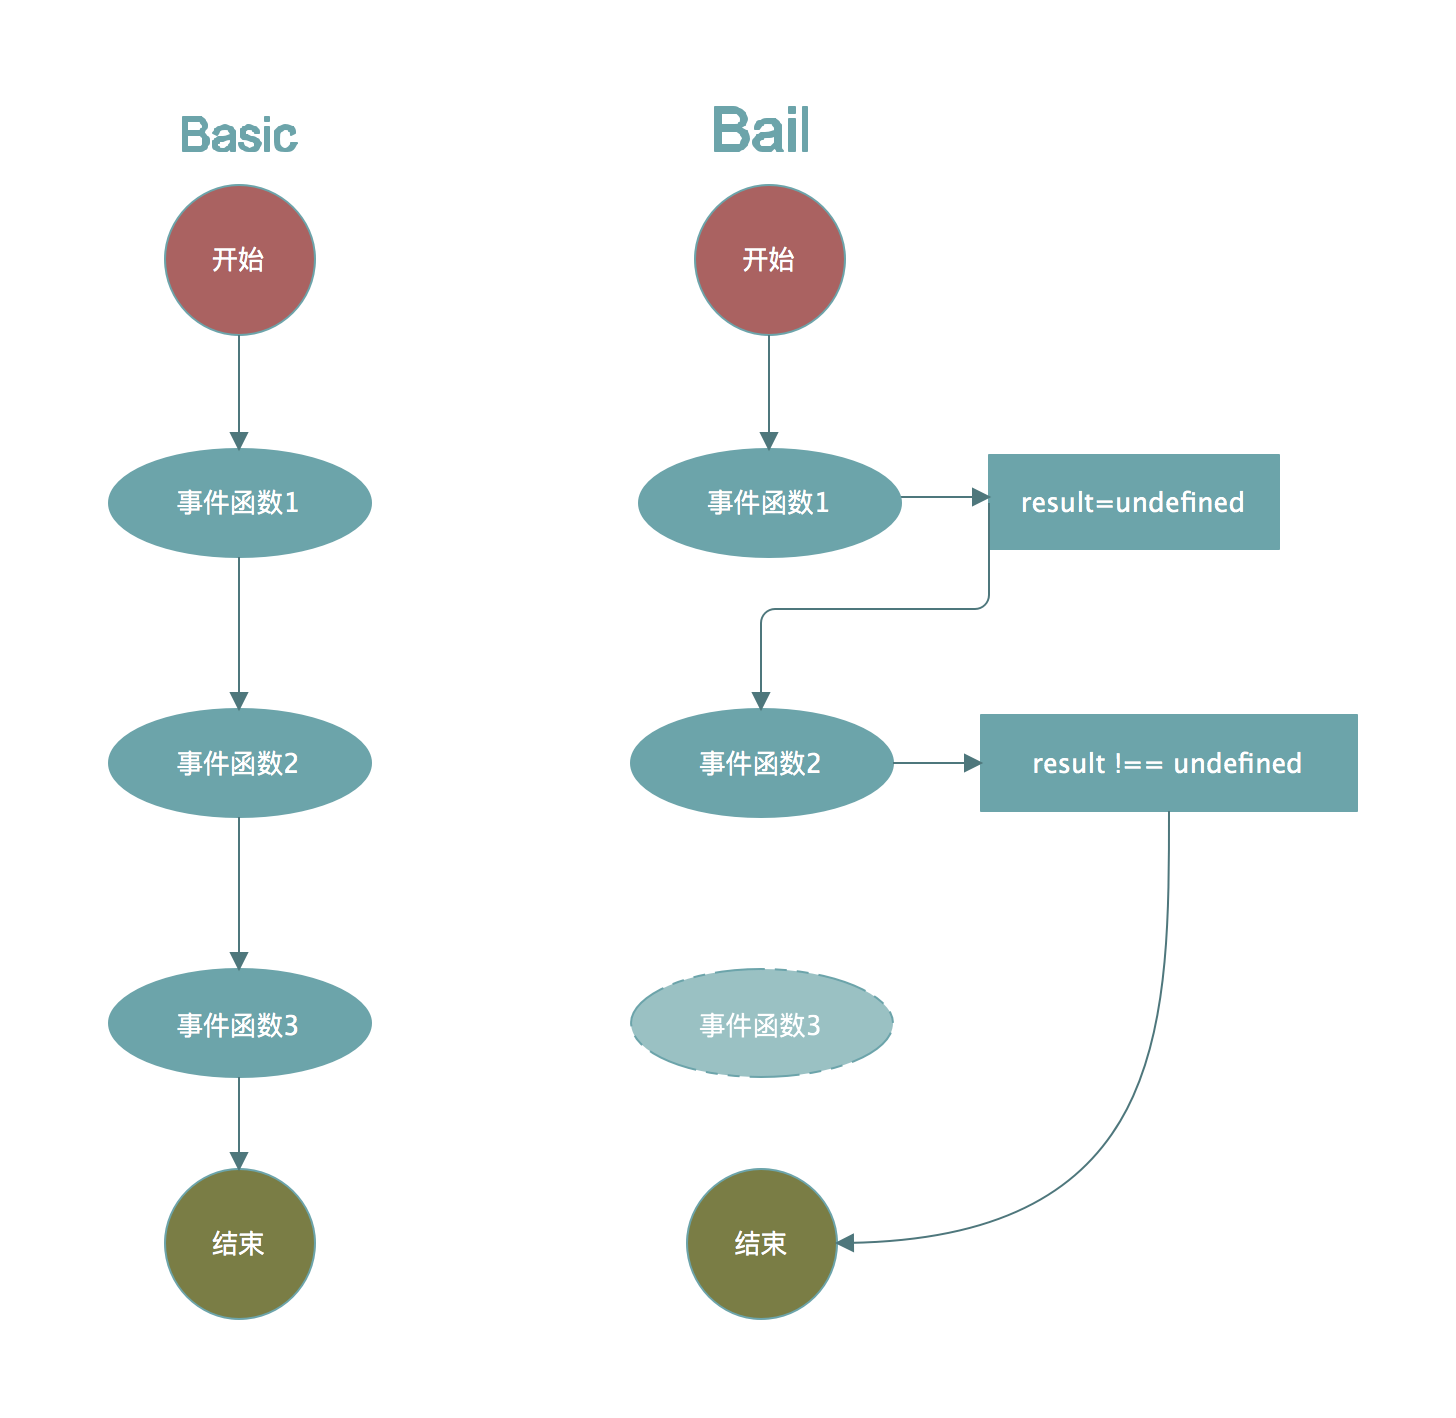 Basic
开始
事件函数1
事件函数2
事件函数3
结束
Bail
开始
事件函数1
result=undefined
事件函数2
result !== undefined
事件函数3
结束